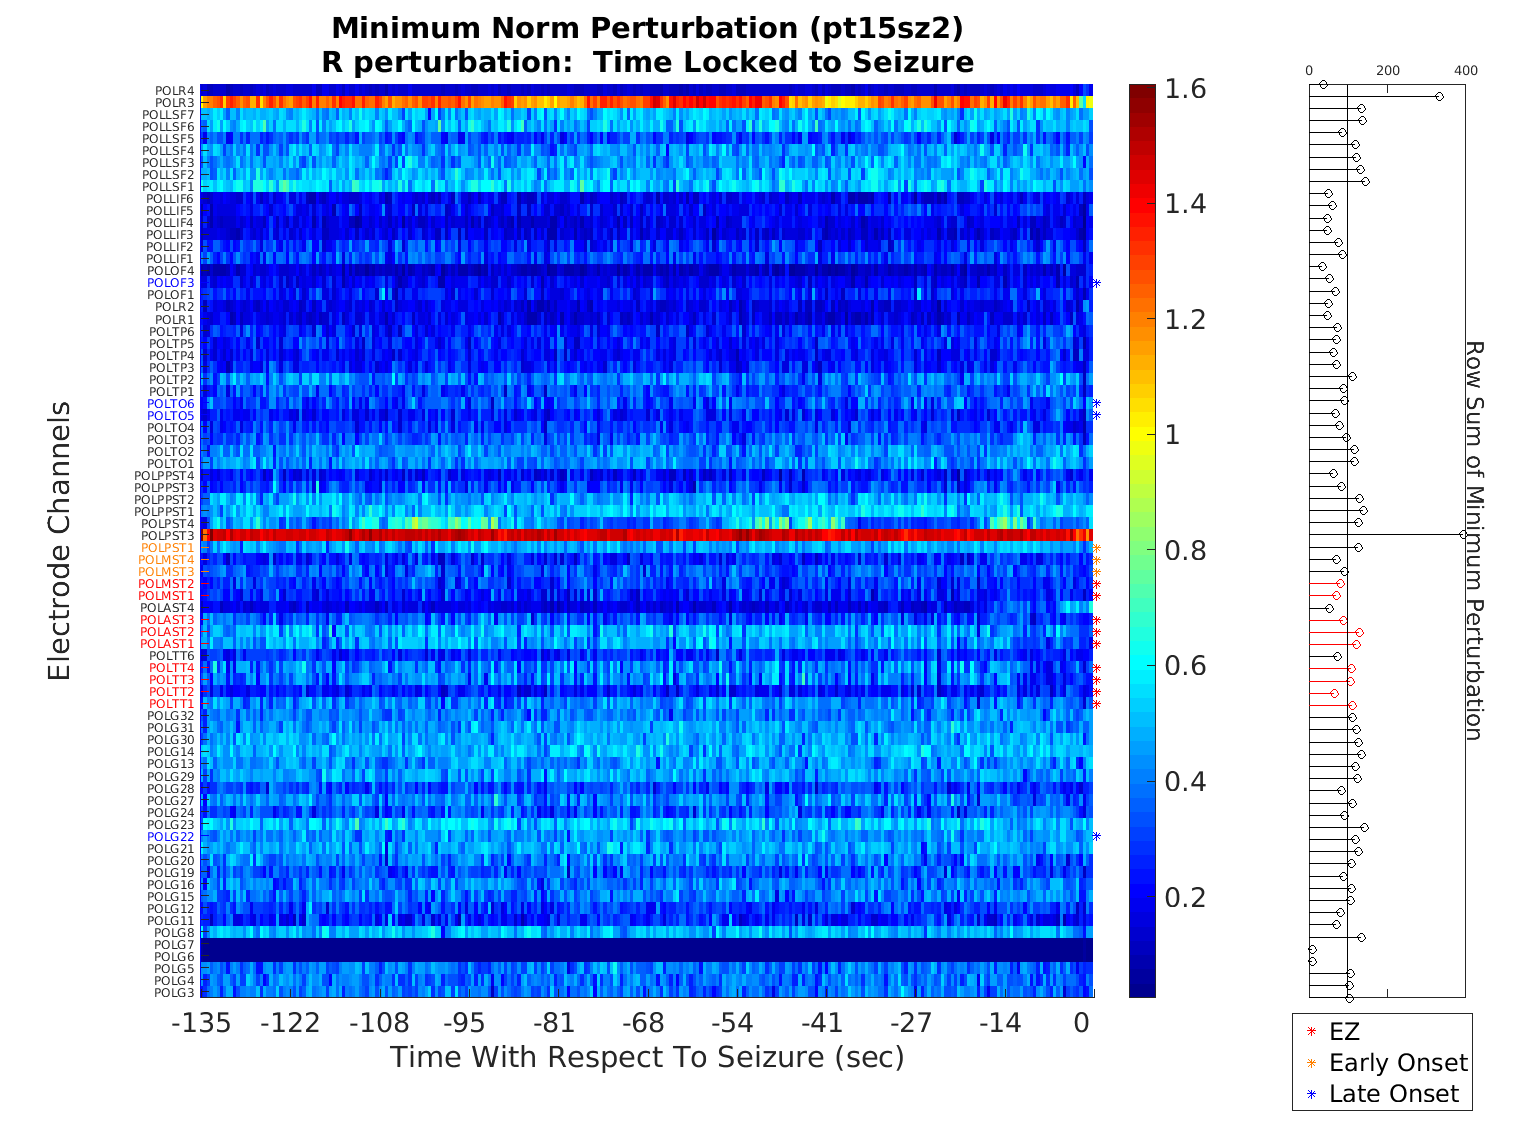 Minimum Norm Perturbation (pt15sz2)
R perturbation:  Time Locked to Seizure
Electrode Channels
POLR4
POLR3
POLLSF7
POLLSF6
POLLSF5
POLLSF4
POLLSF3
POLLSF2
POLLSF1
POLLIF6
POLLIF5
POLLIF4
POLLIF3
POLLIF2
POLLIF1
POLOF4
POLOF3
POLOF1
POLR2
POLR1
POLTP6
POLTP5
POLTP4
POLTP3
POLTP2
POLTP1
POLTO6
POLTO5
POLTO4
POLTO3
POLTO2
POLTO1
POLPPST4
POLPPST3
POLPPST2
POLPPST1
POLPST4
POLPST3
POLPST1
POLMST4
POLMST3
POLMST2
POLMST1
POLAST4
POLAST3
POLAST2
POLAST1
POLTT6
POLTT4
POLTT3
POLTT2
POLTT1
POLG32
POLG31
POLG30
POLG14
POLG13
POLG29
POLG28
POLG27
POLG24
POLG23
POLG22
POLG21
POLG20
POLG19
POLG16
POLG15
POLG12
POLG11
POLG8
POLG7
POLG6
POLG5
POLG4
POLG3
-135 -122 -108 -95 -81 -68 -54 -41 -27 -14 0
Time With Respect To Seizure (sec)
1.6
1.4
1.2
1
0.8
0.6
0.4
0.2
0 200 400
Row Sum of Minimum Perturbation
EZ
Early Onset
Late Onset